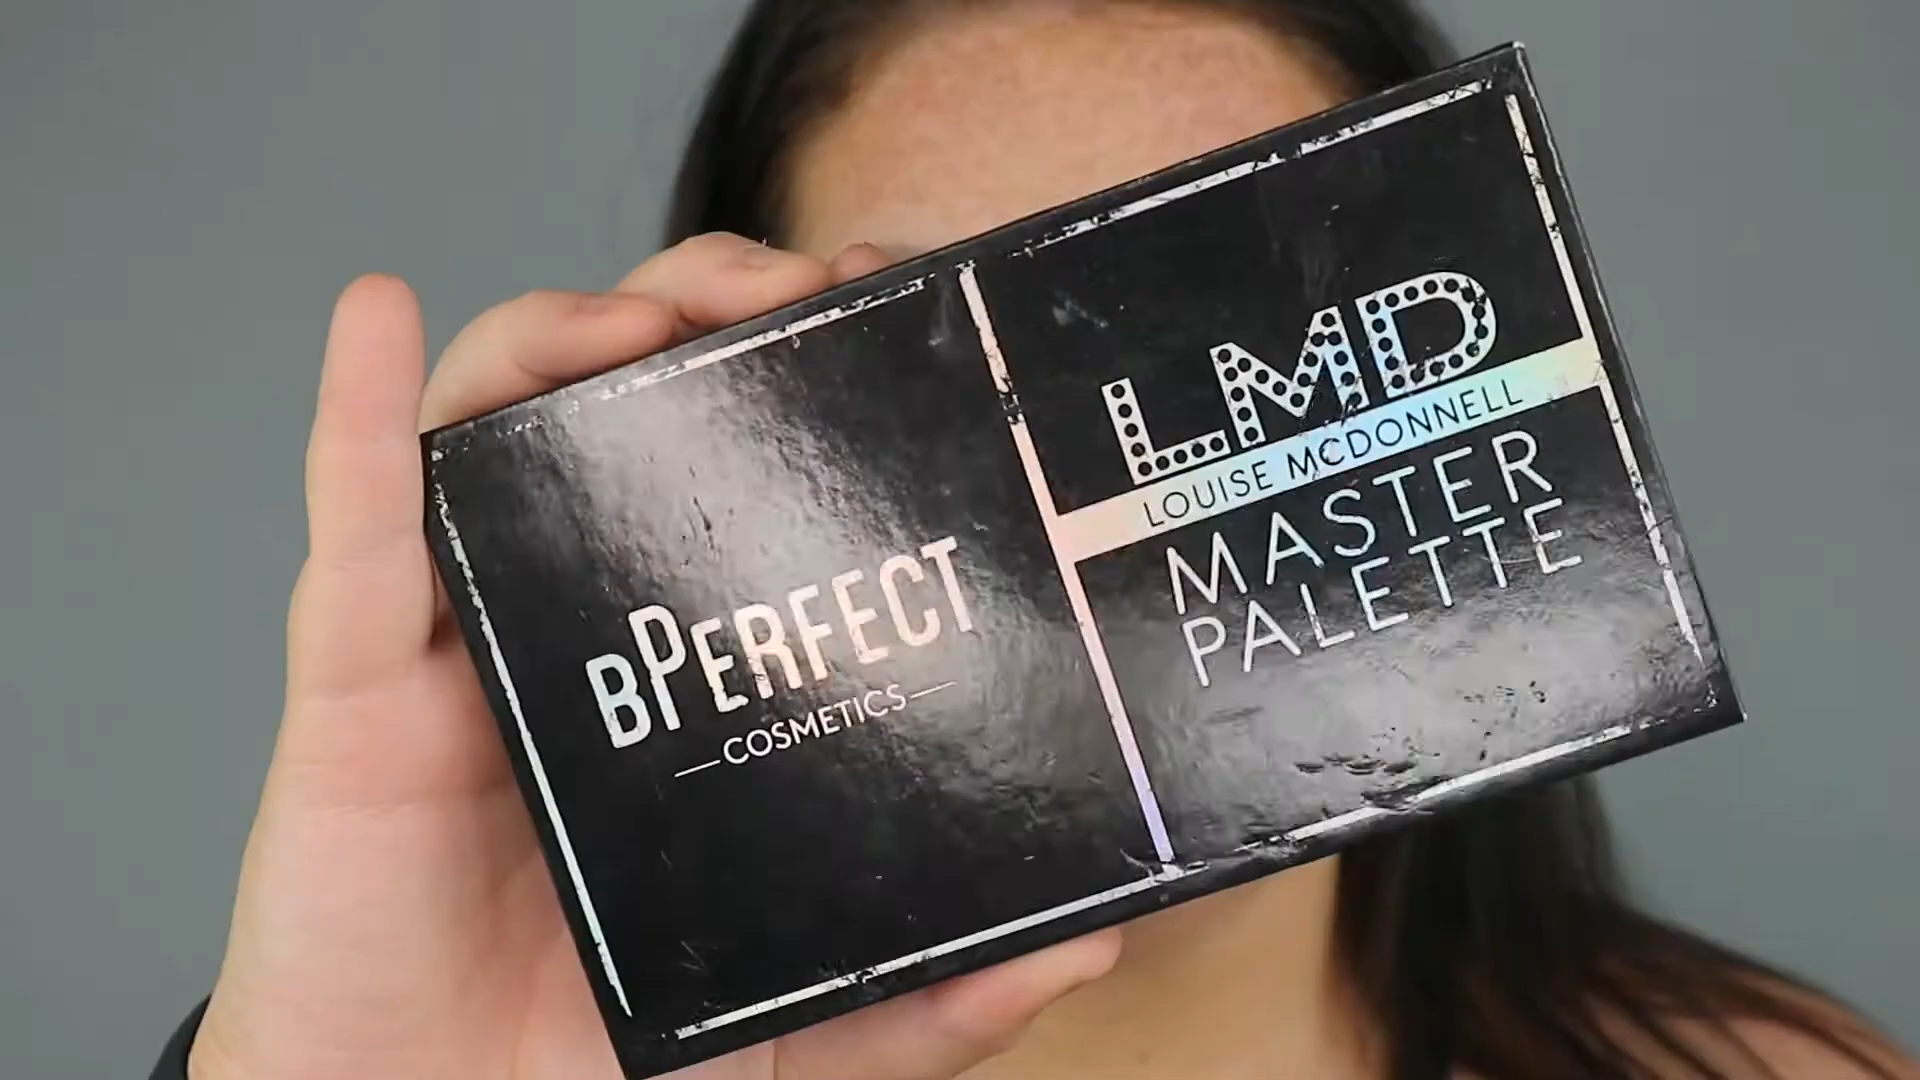 BPERFECT
COSMETICS
LMD
LOUISE MCDONNELL
MASTER
PALETTE